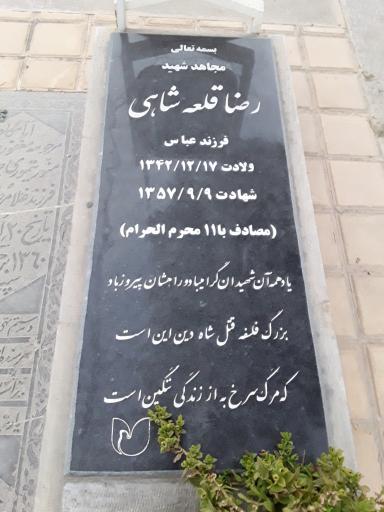 بسمه تعالی
مجاهد شهید
رضا قلعه شاهی
فرزند عباس
ولادت ۱۳۴۲/۱۲/۱۷
شهادت ۱۳۵۷/۹/۹
(مصادف با ۱۱ محرم الحرام)
یاد همه آن شهیدان گرامی باد و راهشان پیروز باد
بزرگ فلسفه قتل شاه دین این است
که مرگ سرخ به از زندگی ننگین است